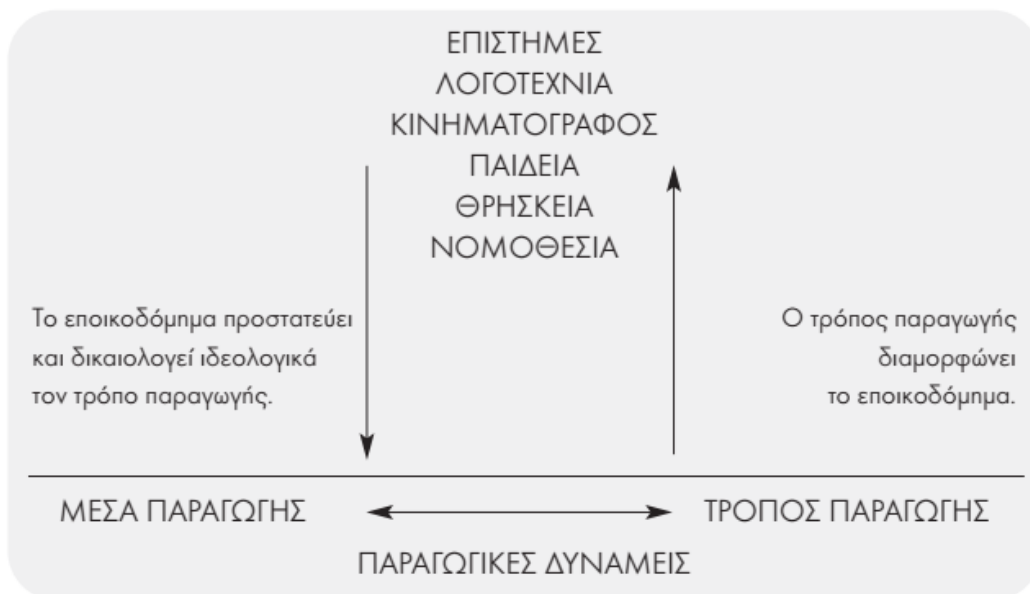 ΕΠΙΣΤΗΜΕΣ
ΛΟΓΟΤΕΧΝΙΑ
ΚΙΝΗΜΑΤΟΓΡΑΦΟΣ
ΠΑΙΔΕΙΑ
ΘΡΗΣΚΕΙΑ
ΝΟΜΟΘΕΣΙΑ
Το εποικοδόμημα προστατεύει
και δικαιολογεί ιδεολογικά
τον τρόπο παραγωγής.
Ο τρόπος παραγωγής
διαμορφώνει
το εποικοδόμημα.
ΜΕΣΑ ΠΑΡΑΓΩΓΗΣ
ΤΡΟΠΟΣ ΠΑΡΑΓΩΓΗΣ
ΠΑΡΑΓΩΓΙΚΕΣ ΔΥΝΑΜΕΙΣ